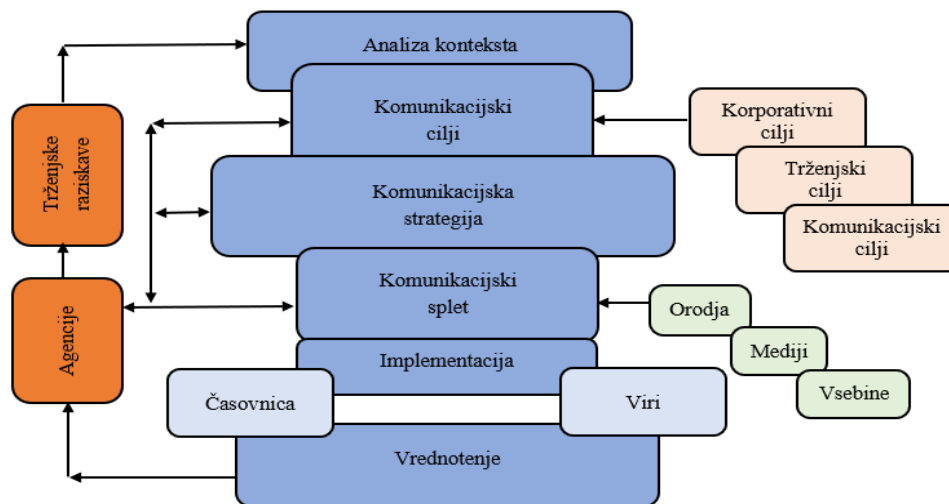 Analiza konteksta
Komunikacijski
cilji
Korporativni
cilji
Trženjski
cilji
Komunikacijski
cilji
Trženjske
raziskave
Komunikacijska
strategija
Komunikacijski
splet
Agencije
Orodja
Mediji
Vsebine
Implementacija
Časovnica
Viri
Vrednotenje